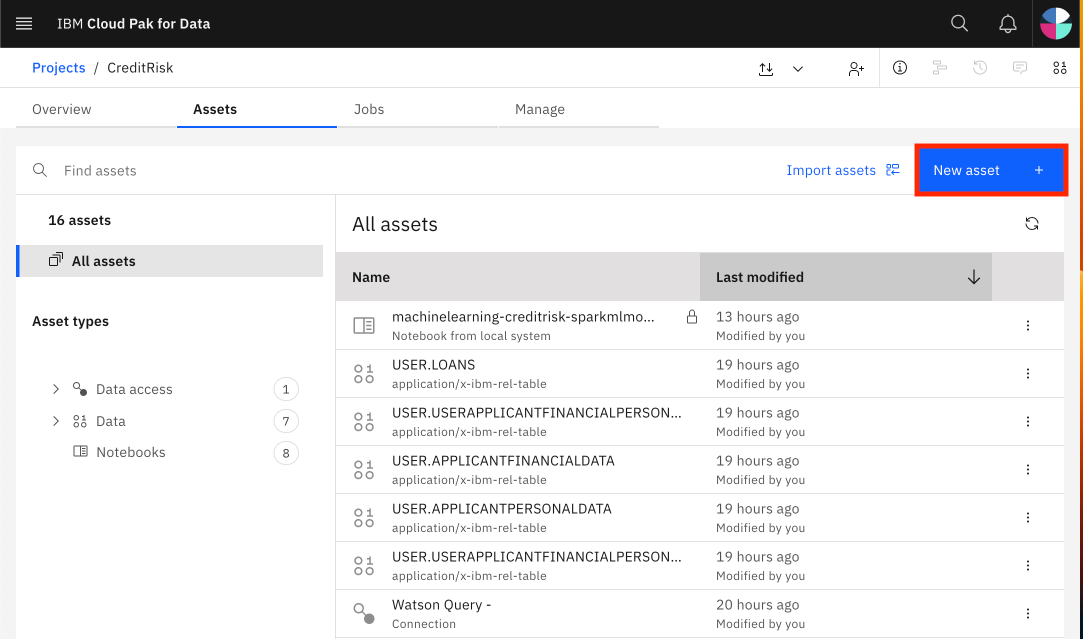 IBM Cloud Pak for Data
Projects / CreditRisk
Overview
Assets
Jobs
Manage
Find assets
Import assets
New asset +
16 assets
All assets
Asset types
Data access 1
Data 7
Notebooks 8
All assets
Name
Last modified
machinelearning-creditrisk-sparkmlmo...
13 hours ago
Notebook from local system
Modified by you
USER.LOANS
19 hours ago
application/x-ibm-rel-table
Modified by you
USER.USERAPPLICANTFINANCIALPERSON...
19 hours ago
application/x-ibm-rel-table
Modified by you
USER.APPLICANTFINANCIALDATA
19 hours ago
application/x-ibm-rel-table
Modified by you
USER.APPLICANTPERSONALDATA
19 hours ago
application/x-ibm-rel-table
Modified by you
USER.USERAPPLICANTFINANCIALPERSON...
19 hours ago
application/x-ibm-rel-table
Modified by you
Watson Query -
20 hours ago
Connection
Modified by you